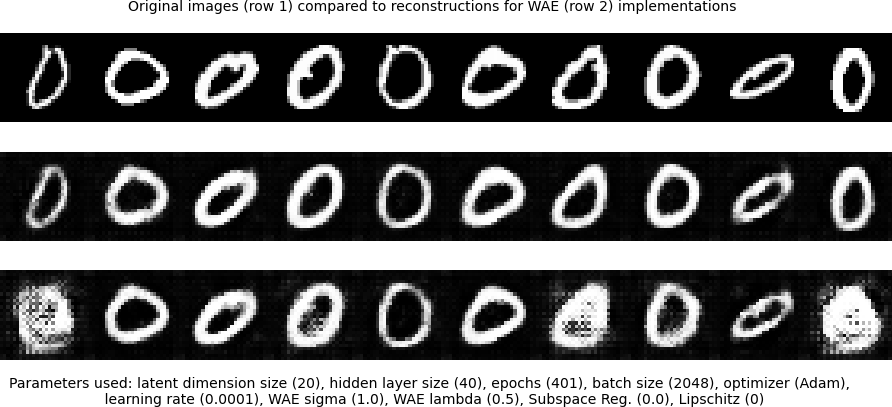 Original images (row 1) compared to reconstructions for WAE (row 2) implementations
Parameters used: latent dimension size (20), hidden layer size (40), epochs (401), batch size (2048), optimizer (Adam),
learning rate (0.0001), WAE sigma (1.0), WAE lambda (0.5), Subspace Reg. (0.0), Lipschitz (0)